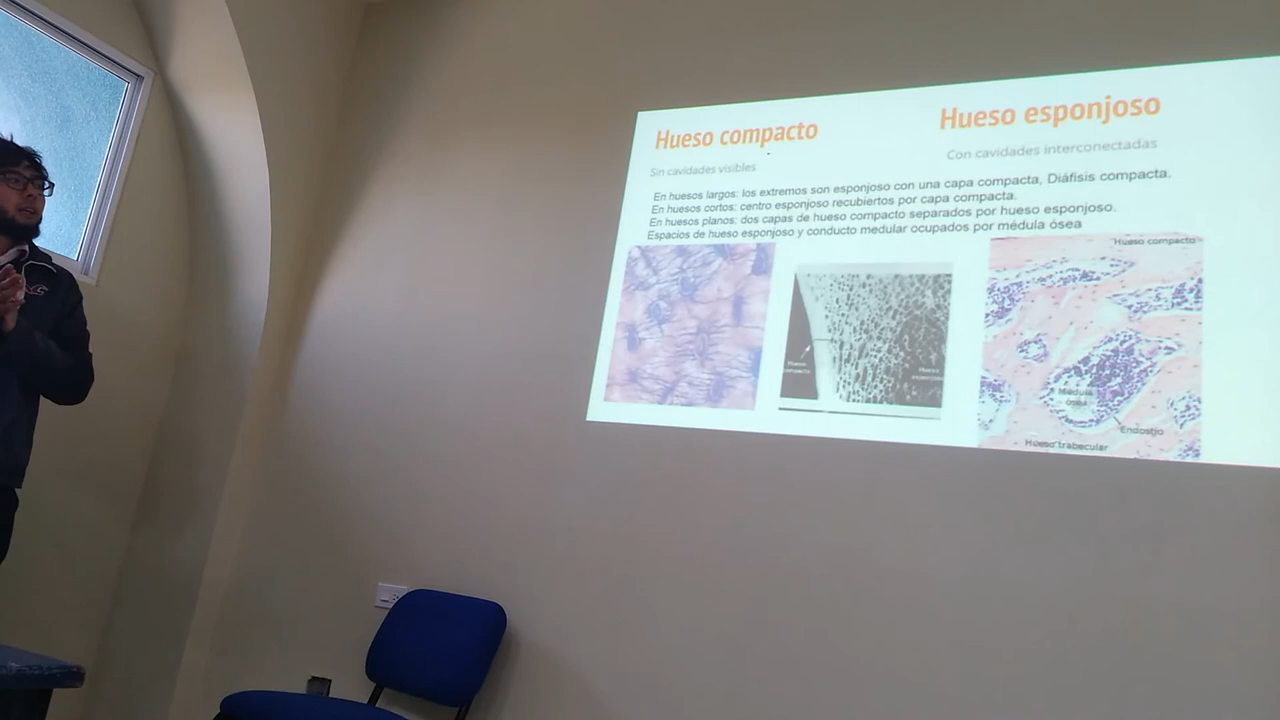 Hueso compacto
Hueso esponjoso
Sin cavidades visibles
Con cavidades interconectadas
En huesos largos: los extremos son esponjoso con una capa compacta, Diáfisis compacta.
En huesos cortos: centro esponjoso recubiertos por capa compacta.
En huesos planos: dos capas de hueso compacto separados por hueso esponjoso.
Espacios de hueso esponjoso y conducto medular ocupados por médula ósea
Hueso compacto
Hueso
Hueso
Médula
ósea
Endostio
Hueso trabecular